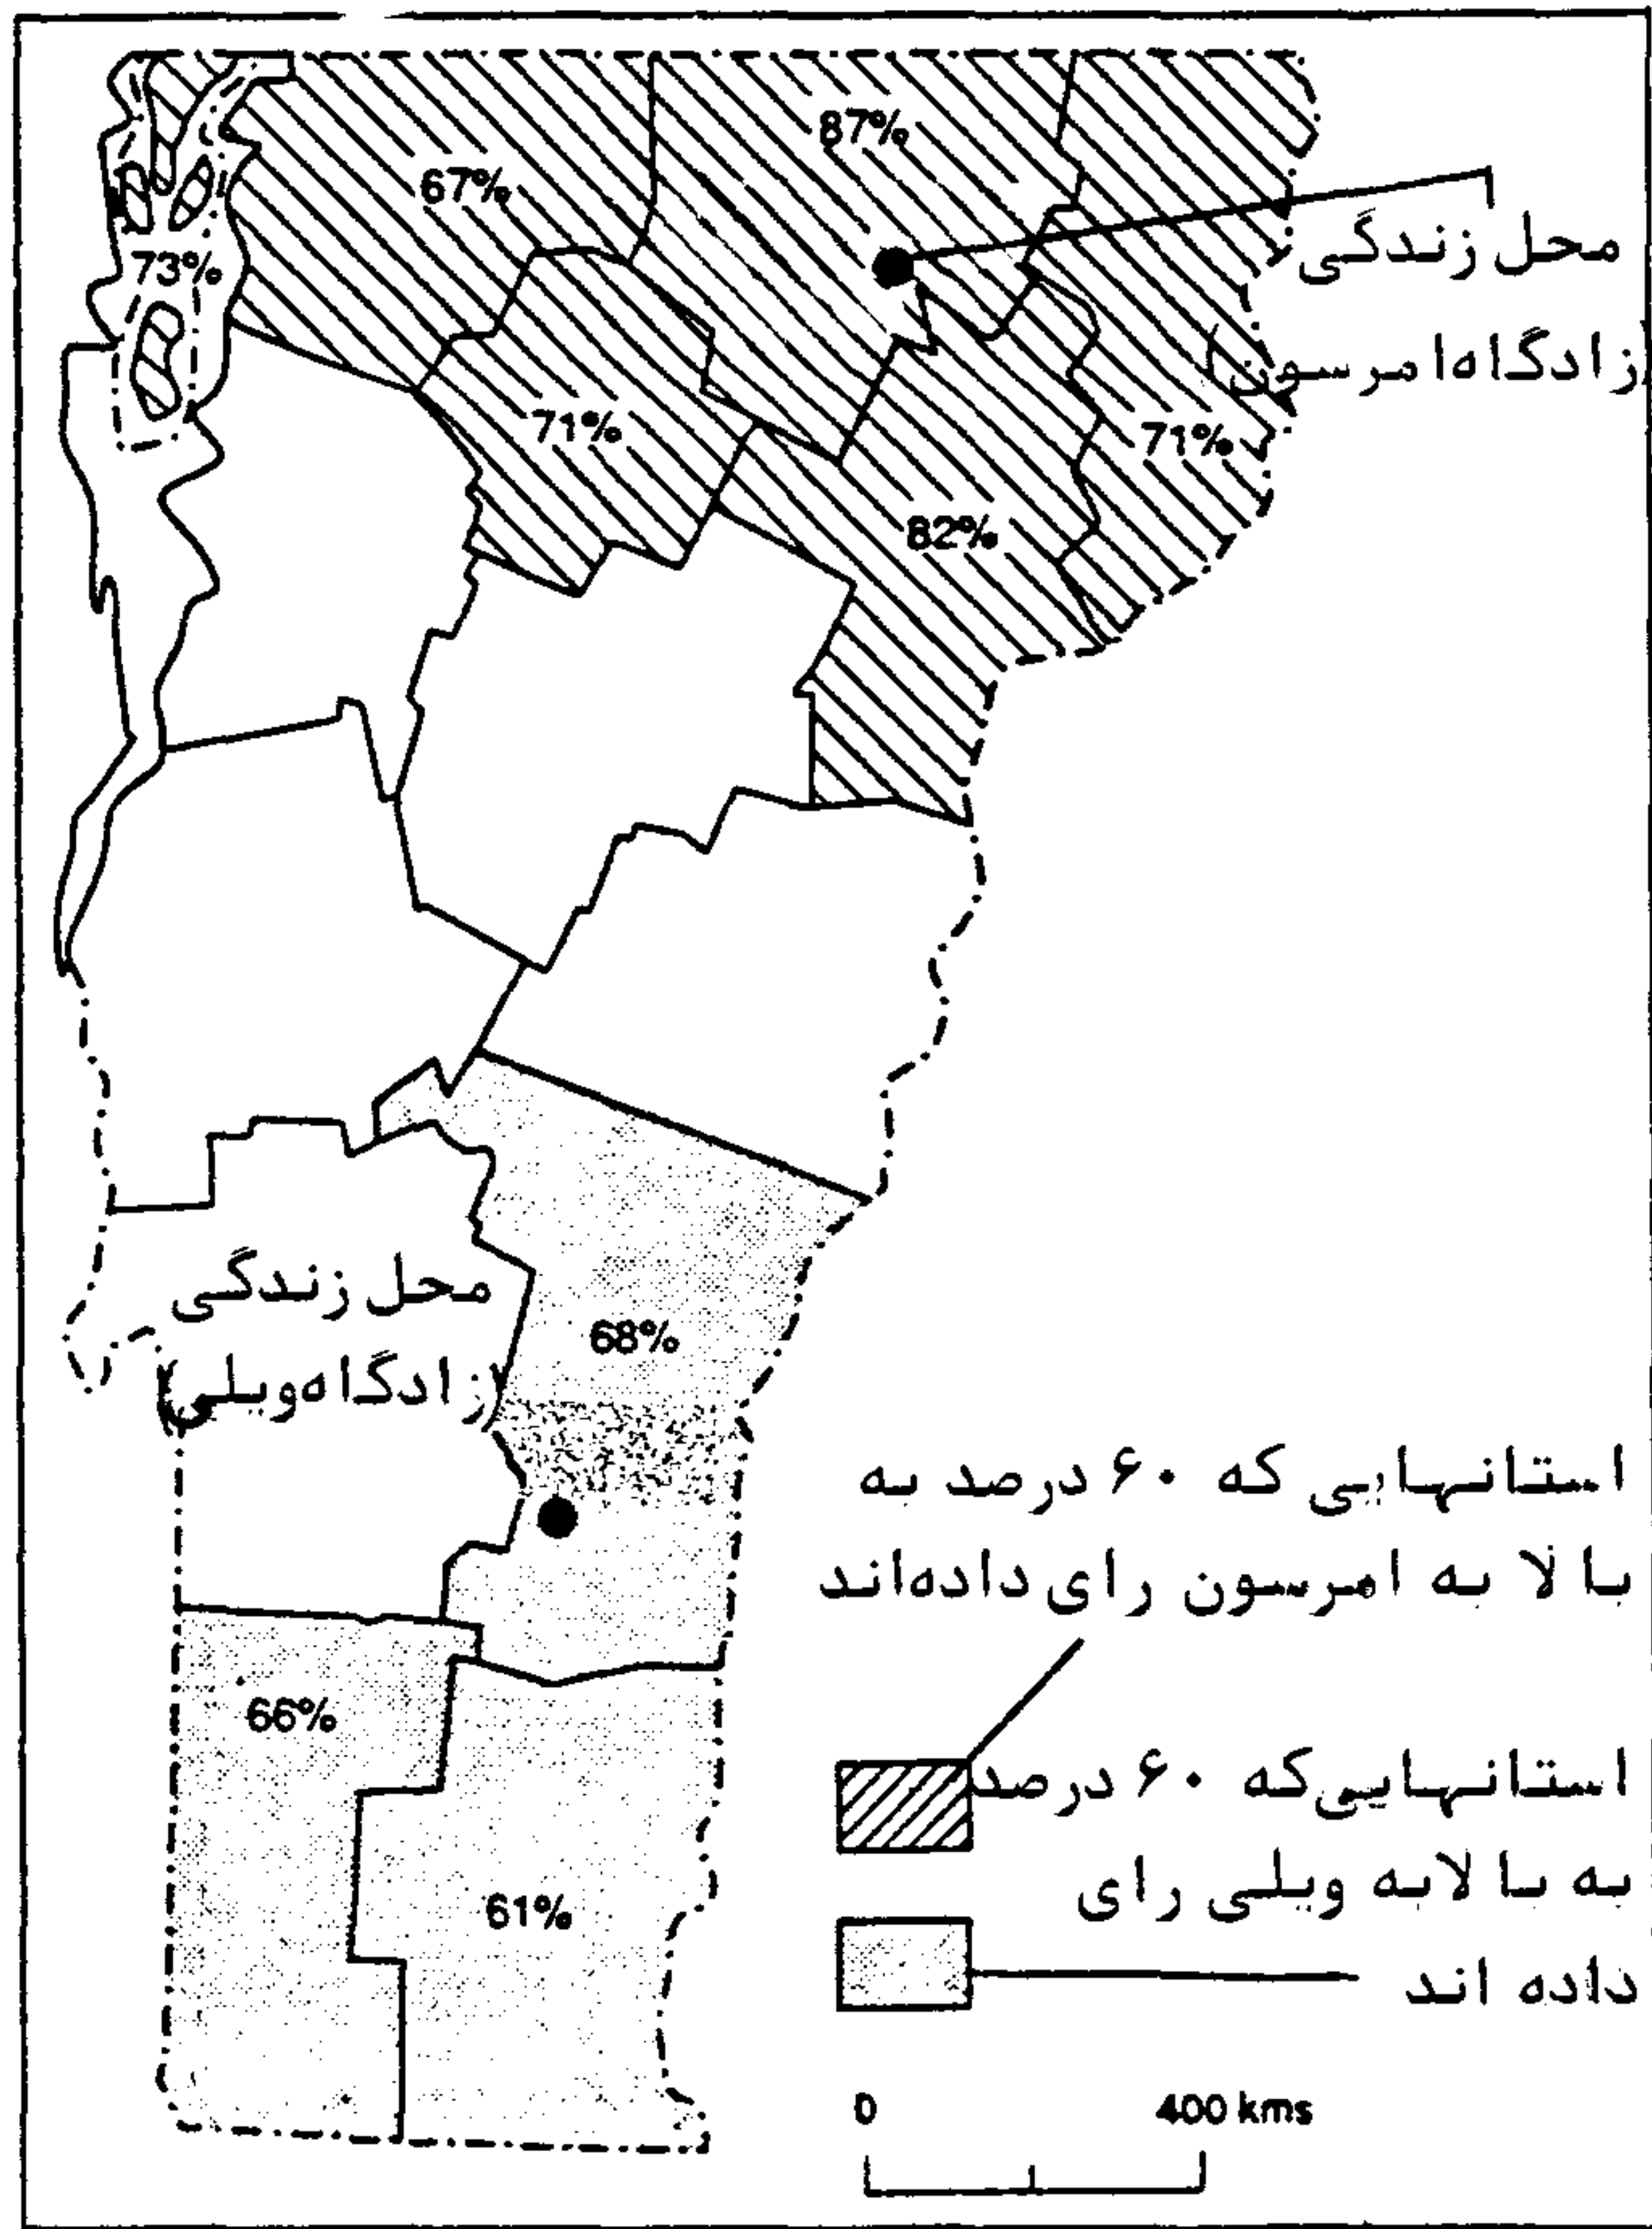 87%
67%
محل زندگی
(زادگاه امرسون)
73%
71%
71%
82%
محل زندگی
(زادگاه ویلی)
68%
استانهایی که ۶۰ درصد به
بالا به امرسون رای داده‌اند
66%
استانهایی که ۶۰ درصد
به بالا به ویلی رای
61%
داده اند
0 400 kms